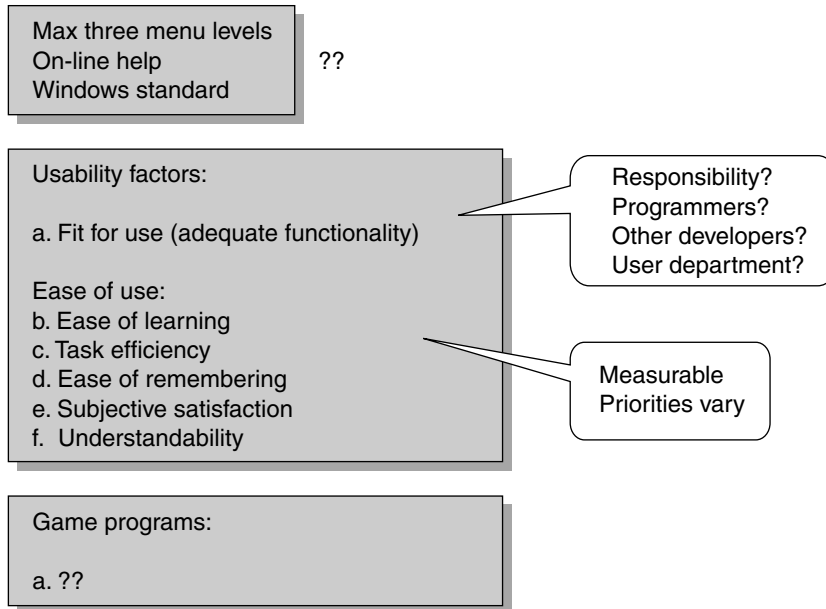 Max three menu levels
On-line help
Windows standard
??
Usability factors:
a. Fit for use (adequate functionality)
Ease of use:
b. Ease of learning
c. Task efficiency
d. Ease of remembering
e. Subjective satisfaction
f. Understandability
Responsibility?
Programmers?
Other developers?
User department?
Measurable
Priorities vary
Game programs:
a. ??